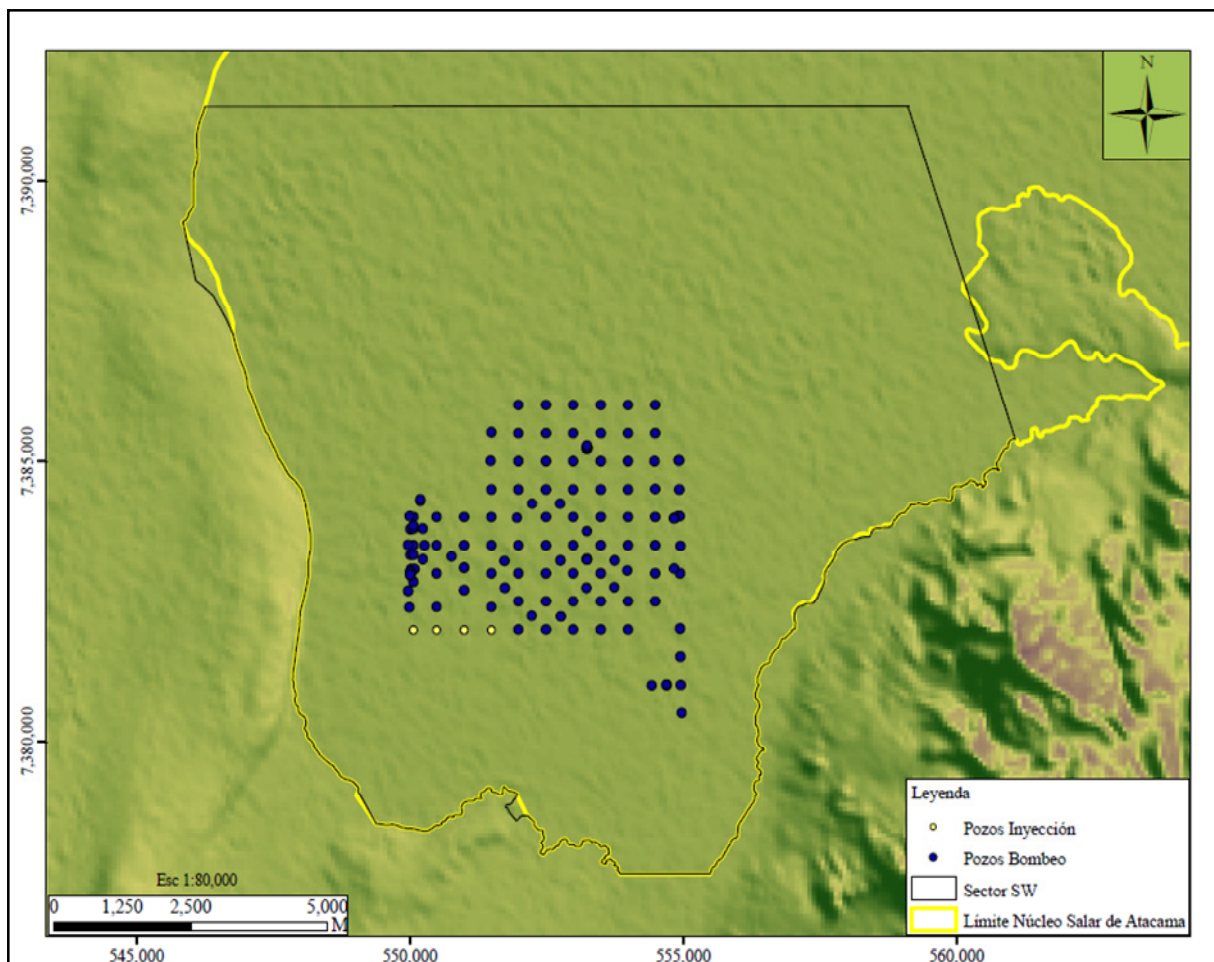 N
7,390,000
7,385,000
7,380,000
Leyenda
Pozos Inyección
Pozos Bombeo
Sector SW
Límite Núcleo Salar de Atacama
Esc 1:80,000
0 1,250 2,500 5,000
M
545,000 550,000 555,000 560,000